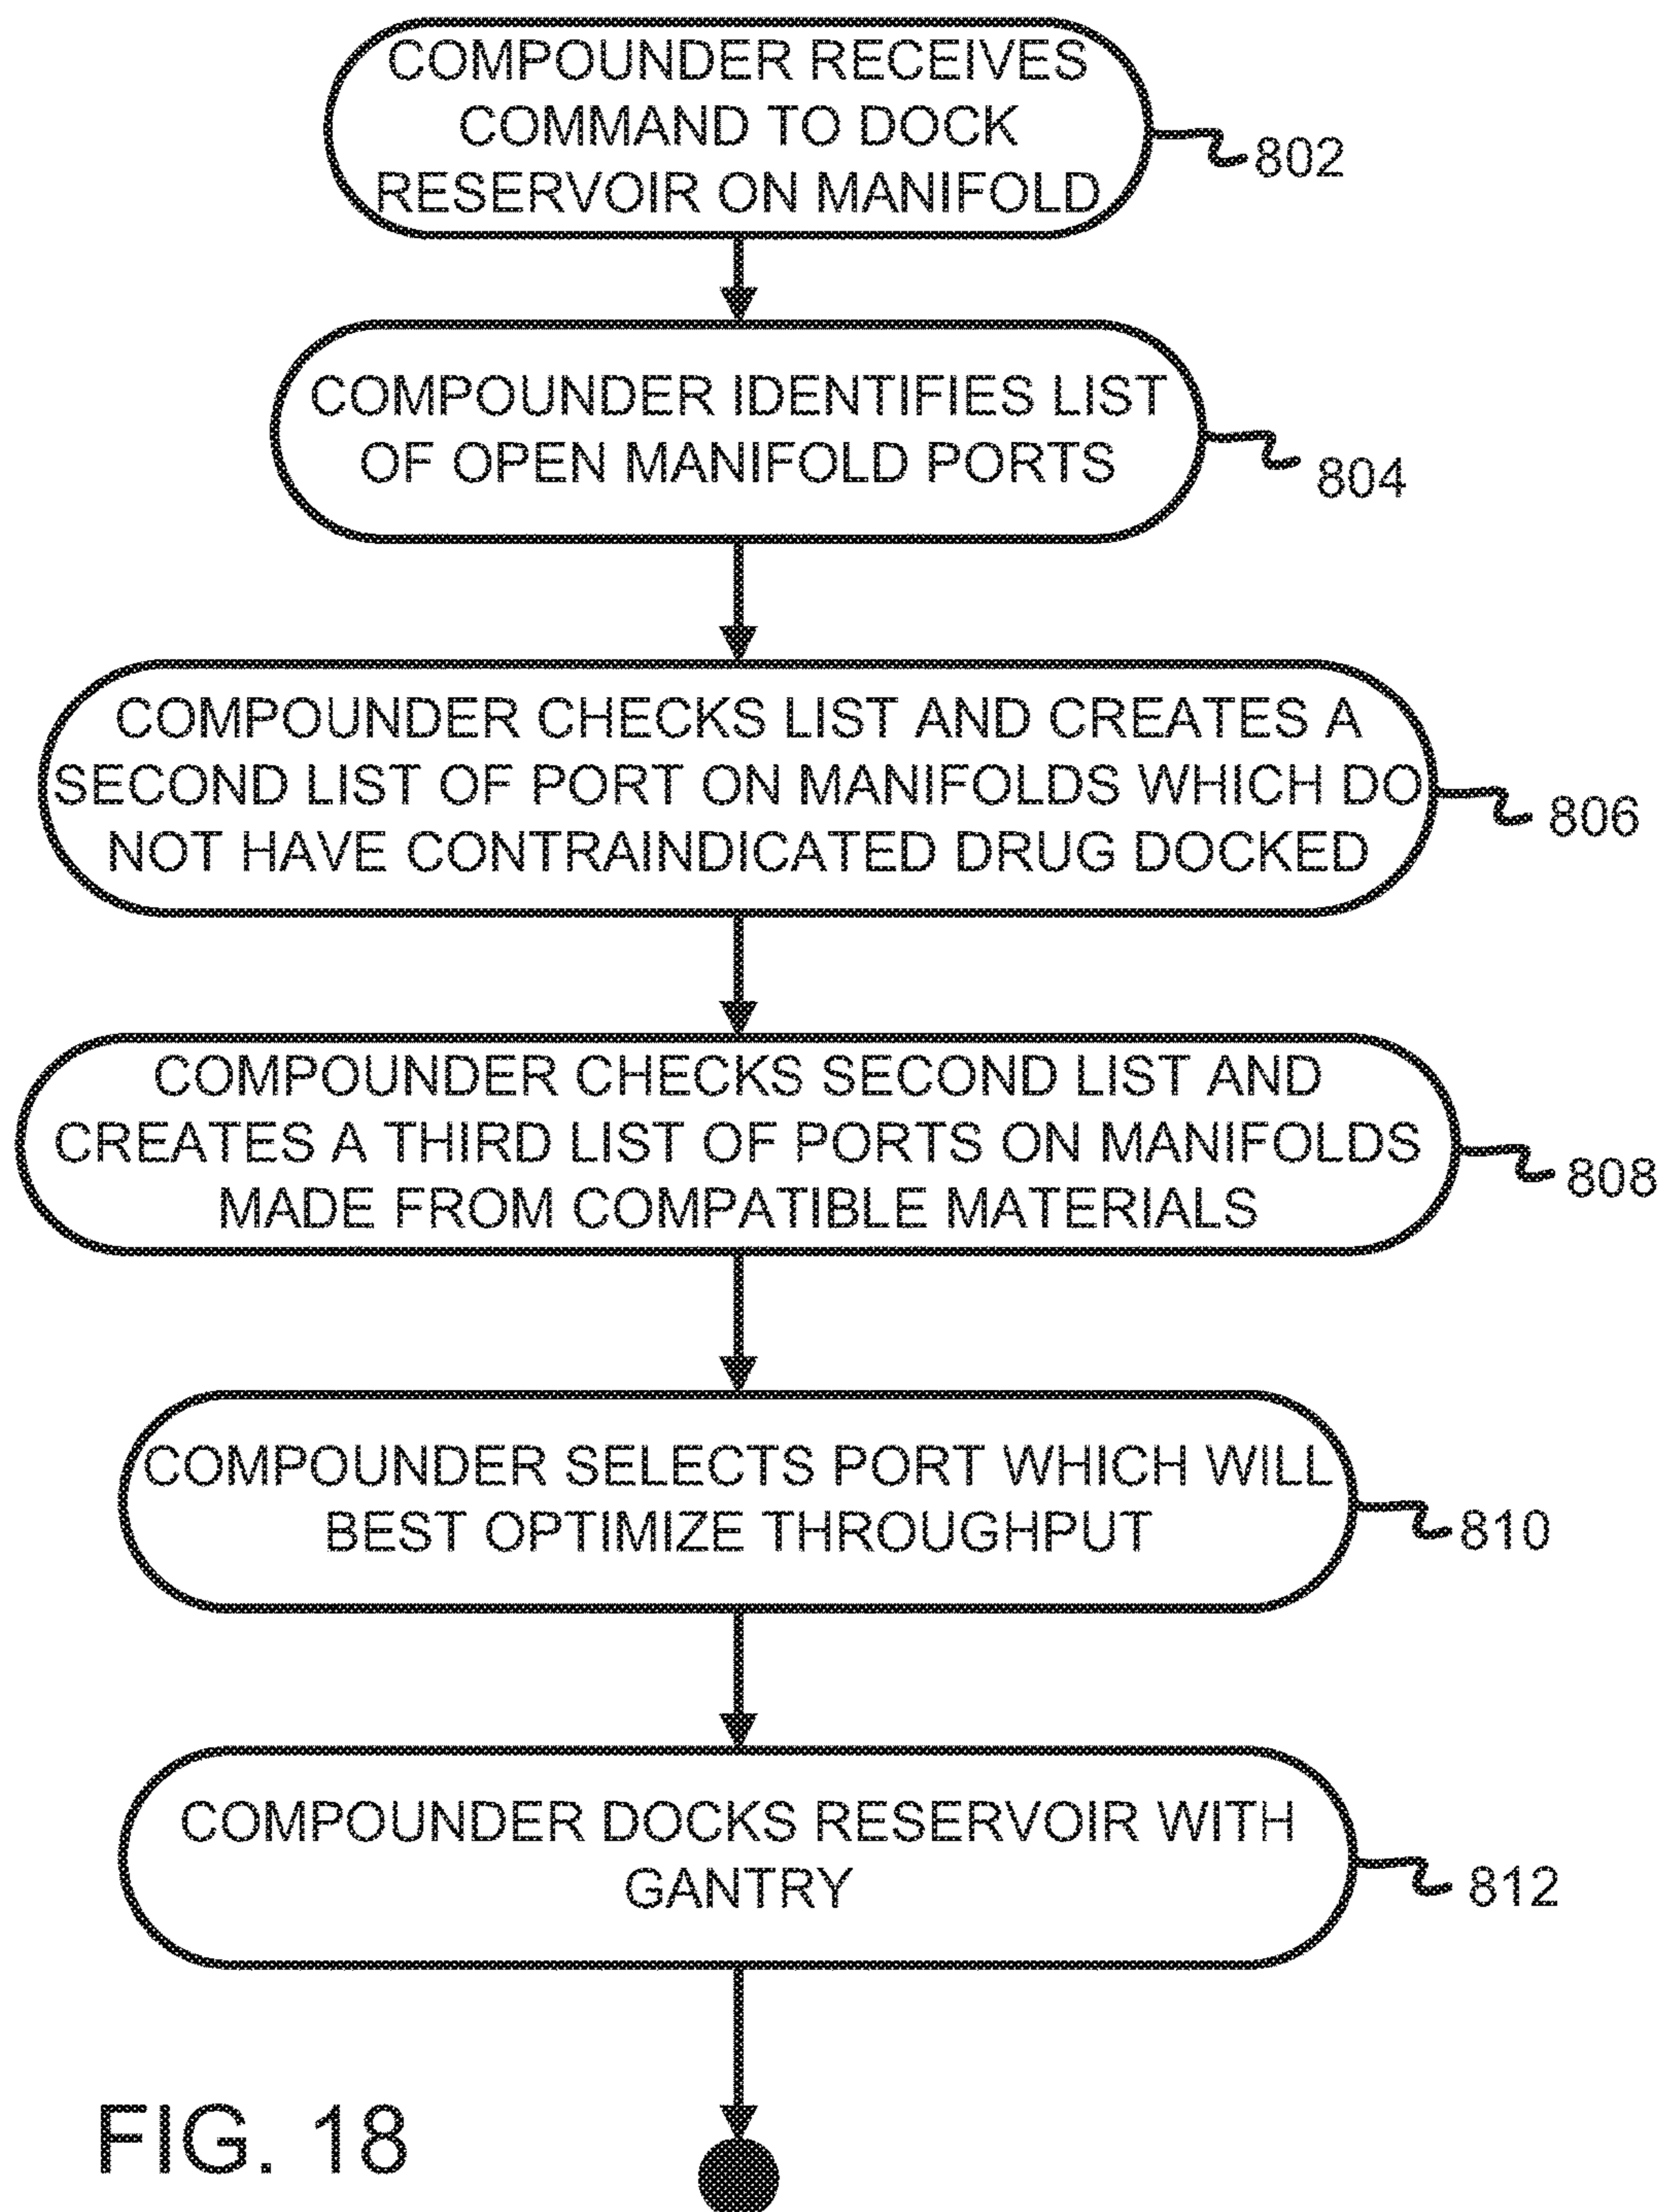 COMPOUNDER RECEIVES
COMMAND TO DOCK
RESERVOIR ON MANIFOLD
802
COMPOUNDER IDENTIFIES LIST
OF OPEN MANIFOLD PORTS
804
COMPOUNDER CHECKS LIST AND CREATES A
SECOND LIST OF PORT ON MANIFOLDS WHICH DO
NOT HAVE CONTRAINDICATED DRUG DOCKED
806
COMPOUNDER CHECKS SECOND LIST AND
CREATES A THIRD LIST OF PORTS ON MANIFOLDS
MADE FROM COMPATIBLE MATERIALS
808
COMPOUNDER SELECTS PORT WHICH WILL
BEST OPTIMIZE THROUGHPUT
810
COMPOUNDER DOCKS RESERVOIR WITH
GANTRY
812
FIG. 18